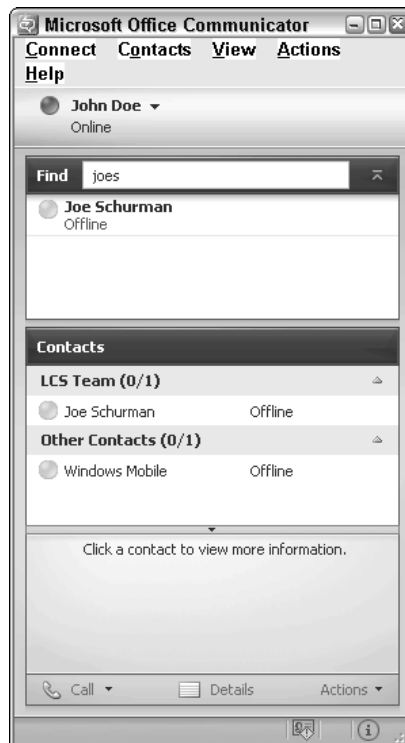 Microsoft Office Communicator
Connect Contacts View Actions
Help
John Doe
Online
Find joes
Joe Schurman
Offline
Contacts
LCS Team (0/1)
Joe Schurman Offline
Other Contacts (0/1)
Windows Mobile Offline
Click a contact to view more information.
Call Details Actions